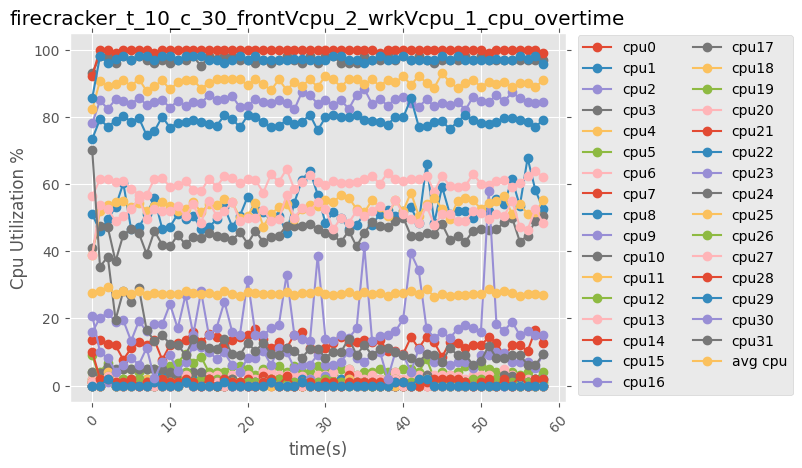 firecracker_t_10_c_30_frontVcpu_2_wrkVcpu_1_cpu_overtime
Cpu Utilization %
100
80
60
40
20
0
0
10
20
30
40
50
60
time(s)
cpu0
cpu1
cpu2
cpu3
cpu4
cpu5
cpu6
cpu7
cpu8
cpu9
cpu10
cpu11
cpu12
cpu13
cpu14
cpu15
cpu16
cpu17
cpu18
cpu19
cpu20
cpu21
cpu22
cpu23
cpu24
cpu25
cpu26
cpu27
cpu28
cpu29
cpu30
cpu31
avg cpu